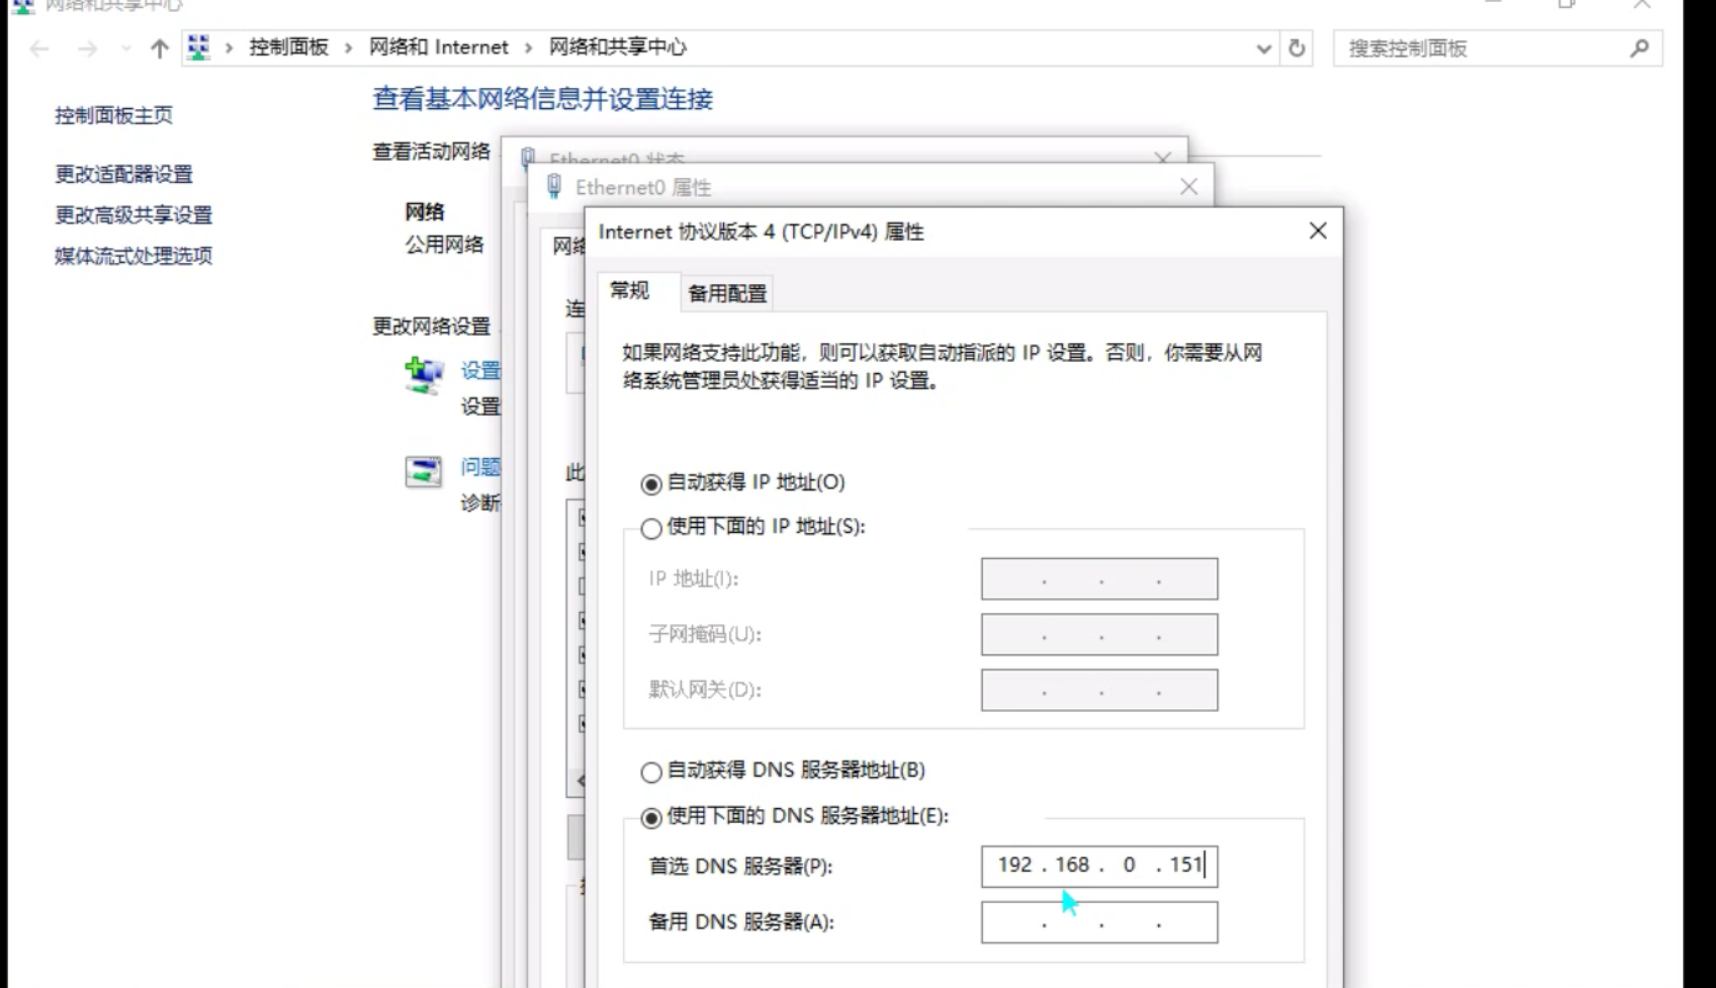 网络和共享中心
控制面板 › 网络和 Internet › 网络和共享中心
搜索控制面板
控制面板主页
更改适配器设置
更改高级共享设置
媒体流式处理选项
查看基本网络信息并设置连接
查看活动网络
网络
公用网络
更改网络设置
设置
设置
问题
诊断
Ethernet0 状态
Ethernet0 属性
网络
连
此
Internet 协议版本 4 (TCP/IPv4) 属性
常规
备用配置
如果网络支持此功能，则可以获取自动指派的 IP 设置。否则，你需要从网
络系统管理员处获得适当的 IP 设置。
自动获得 IP 地址(O)
使用下面的 IP 地址(S):
IP 地址(I):
子网掩码(U):
默认网关(D):
自动获得 DNS 服务器地址(B)
使用下面的 DNS 服务器地址(E):
首选 DNS 服务器(P):
192 . 168 . 0 . 151
备用 DNS 服务器(A):